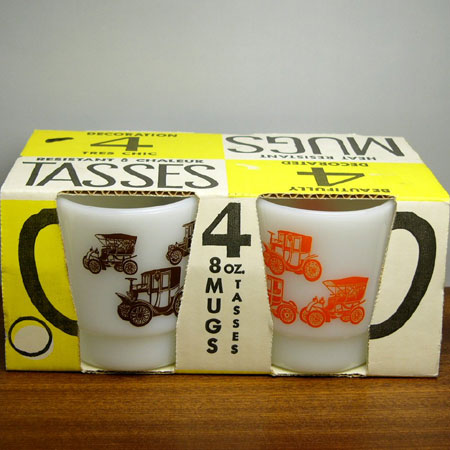 DECORATION
4
TRES CHIC
RESISTANT à CHALEUR
TASSES
MUGS
HEAT RESISTANT
DECORATED
4
BEAUTIFULLY
4
8 oz.
MUGS
TASSES